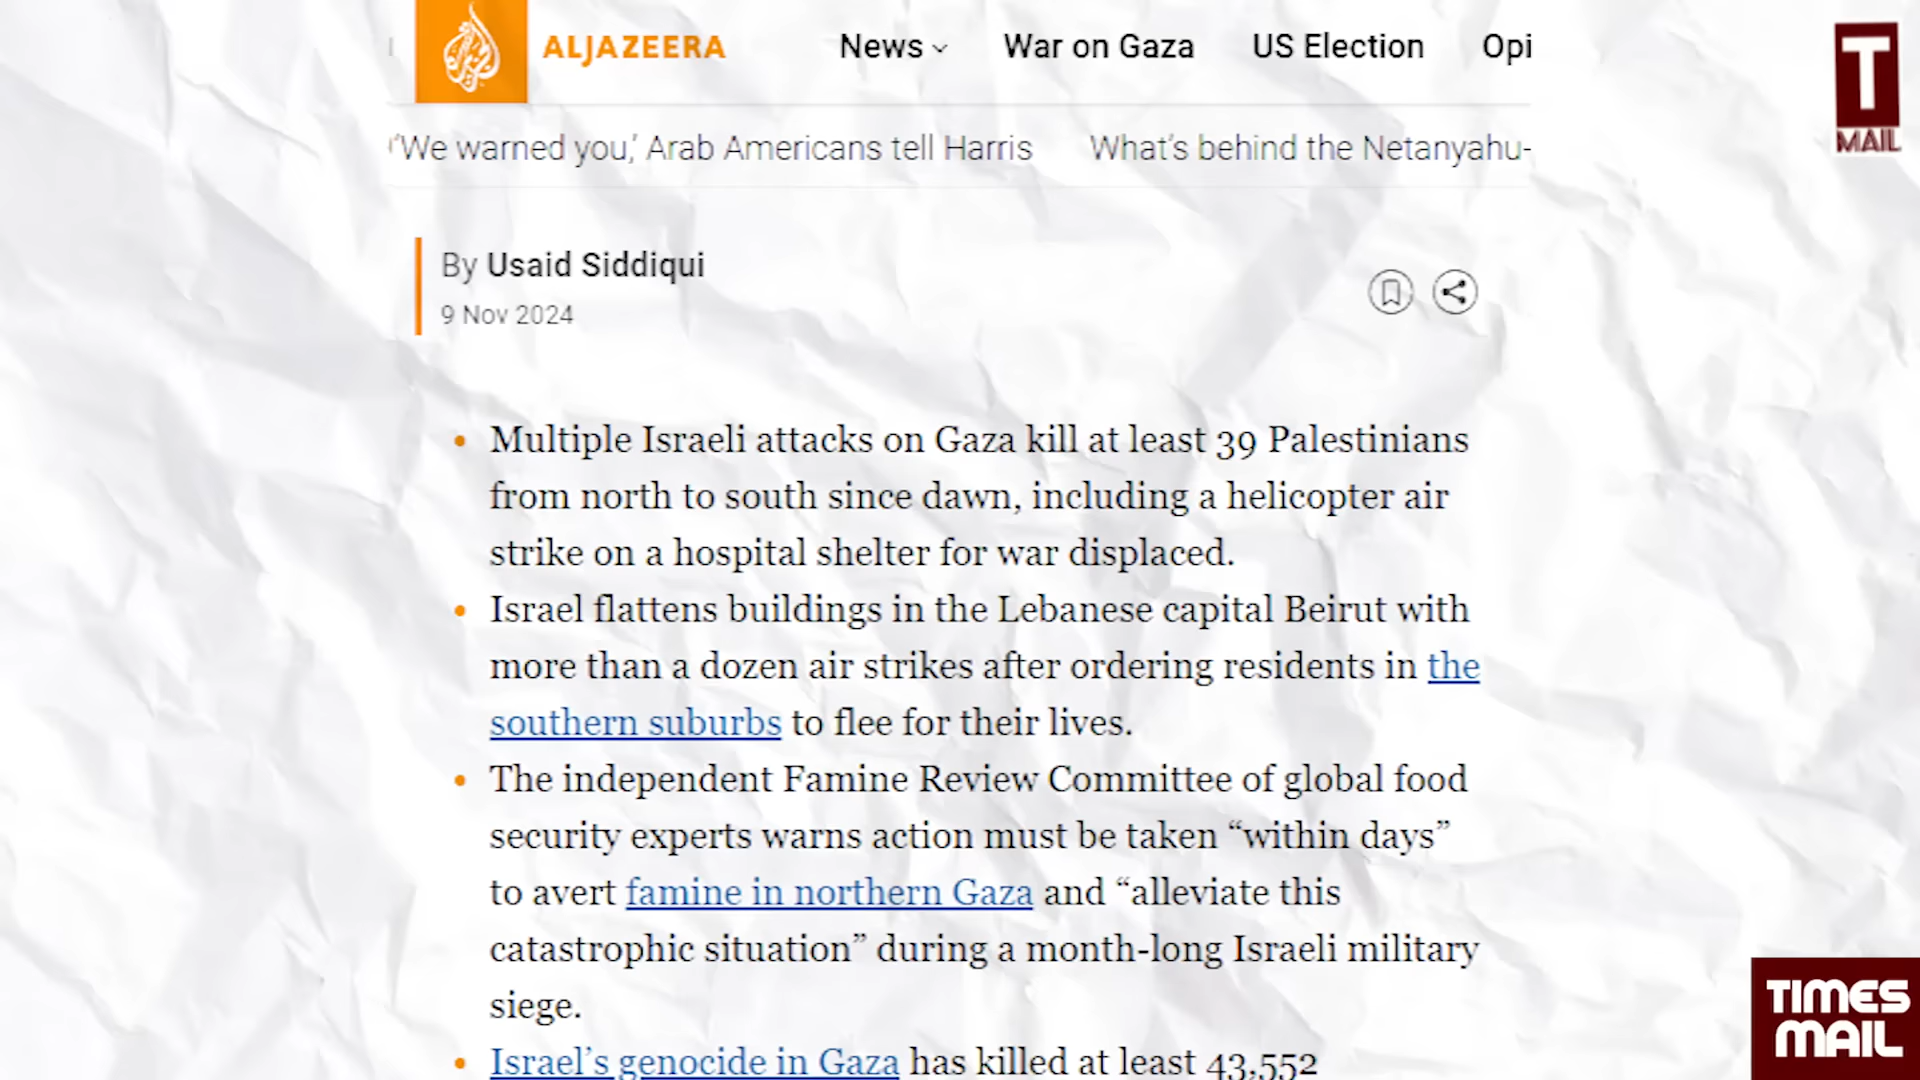 ALJAZEERA News War on Gaza US Election Opi
T
MAIL
‘We warned you,’ Arab Americans tell Harris What’s behind the Netanyahu-
By Usaid Siddiqui
9 Nov 2024
• Multiple Israeli attacks on Gaza kill at least 39 Palestinians
from north to south since dawn, including a helicopter air
strike on a hospital shelter for war displaced.
• Israel flattens buildings in the Lebanese capital Beirut with
more than a dozen air strikes after ordering residents in the
southern suburbs to flee for their lives.
• The independent Famine Review Committee of global food
security experts warns action must be taken “within days”
to avert famine in northern Gaza and “alleviate this
catastrophic situation” during a month-long Israeli military
siege.
• Israel’s genocide in Gaza has killed at least 43,552
TIMES
MAIL